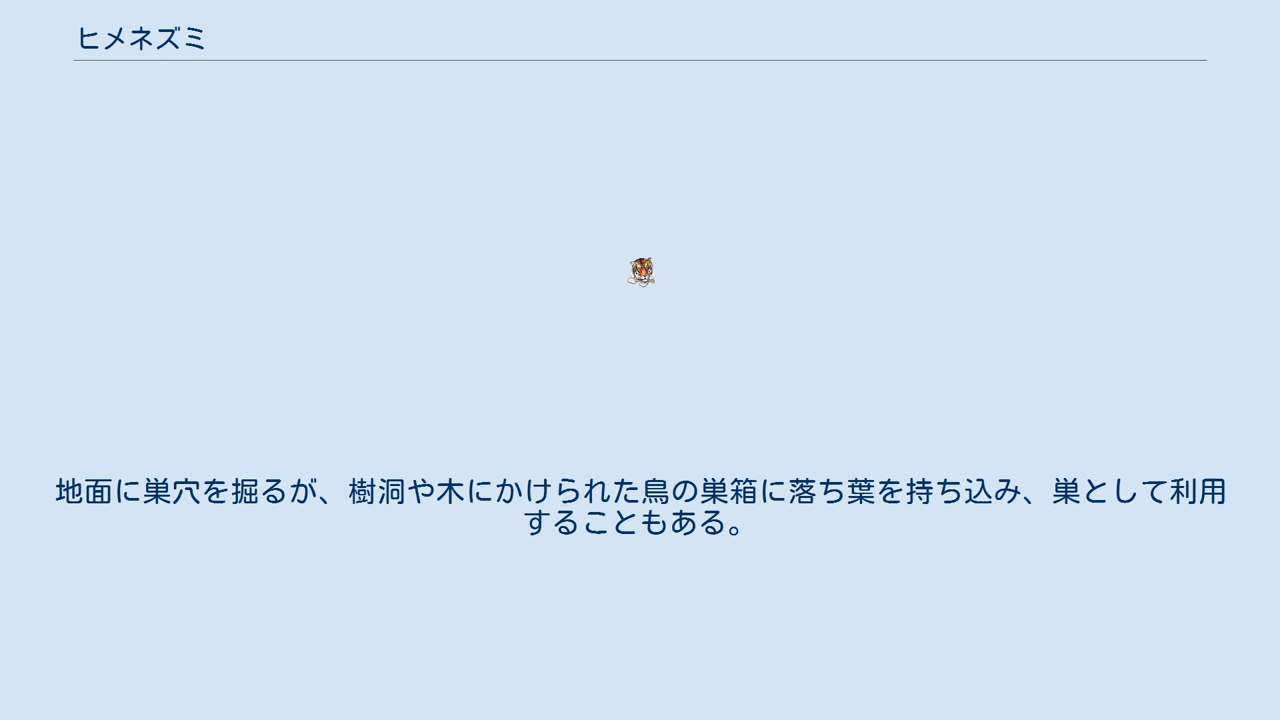 ヒメネズミ
地面に巣穴を掘るが、樹洞や木にかけられた鳥の巣箱に落ち葉を持ち込み、巣として利用
することもある。